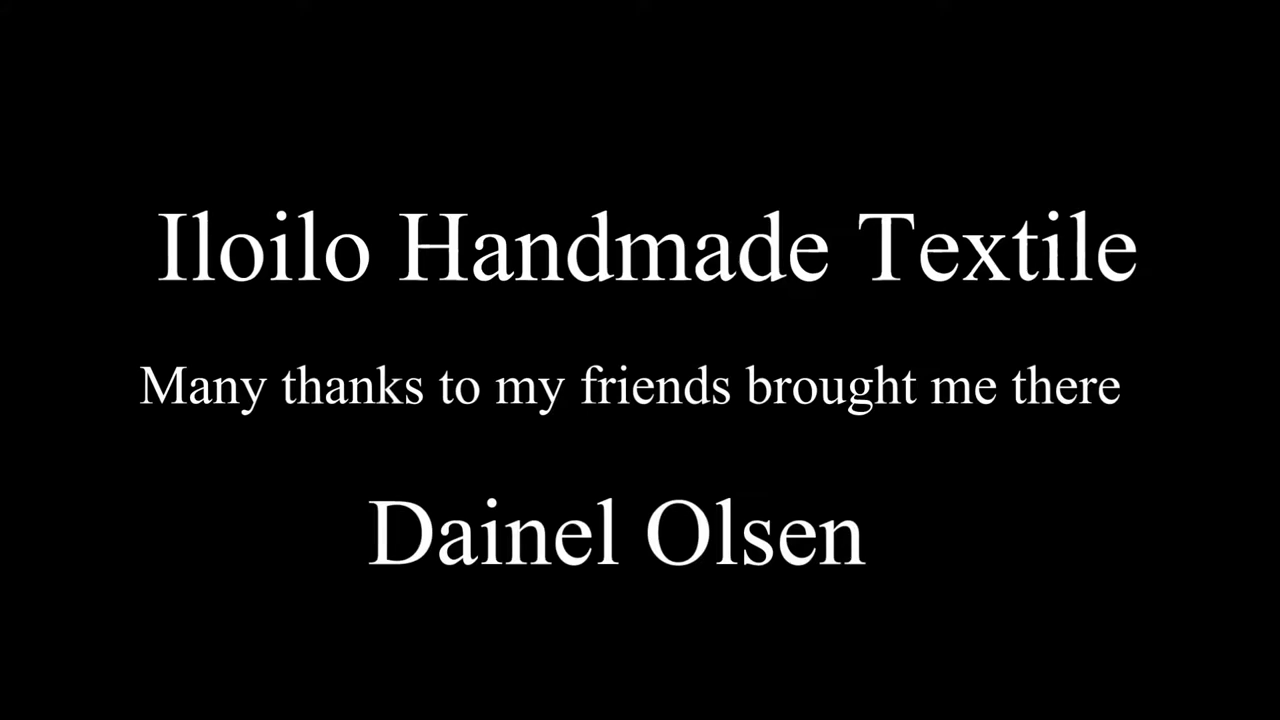 Iloilo Handmade Textile
Many thanks to my friends brought me there
Dainel Olsen